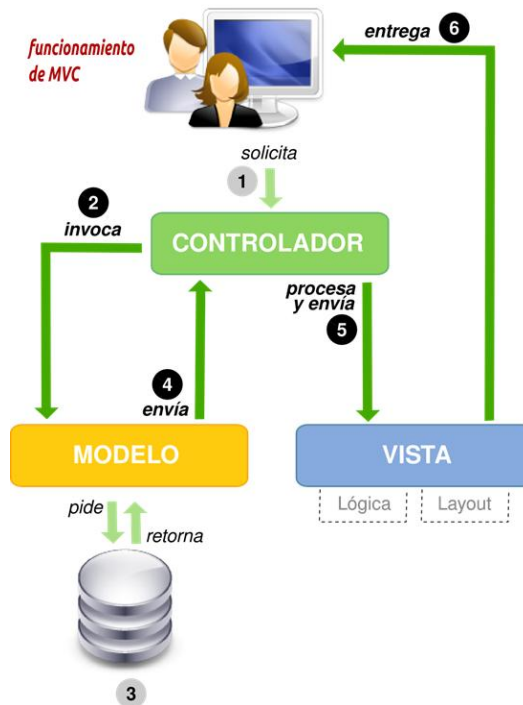 funcionamiento
de MVC
entrega 6
solicita
1
2
invoca
CONTROLADOR
procesa
y envía
5
4
envía
MODELO
VISTA
Lógica
Layout
pide
retorna
3